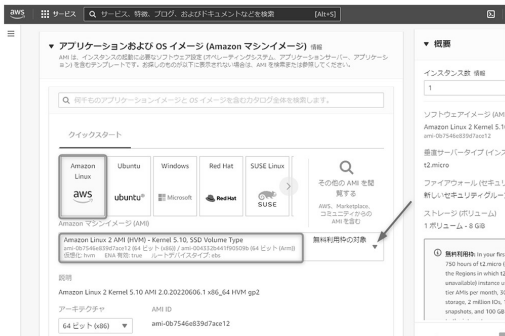 aws
サービス
サービス、特徴、ブログ、およびドキュメントなどを検索
[Alt+S]
アプリケーションおよび OS イメージ (Amazon マシンイメージ) 情報
AMI は、インスタンスの起動に必要なソフトウェア設定 (オペレーティングシステム、アプリケーションサーバー、アプリケーション) を含むテンプレートです。お探しのものが以下に表示されない場合は、AMI を検索または参照してください。
何千ものアプリケーションイメージと OS イメージを含むカタログ全体を検索します。
クイックスタート
Amazon Linux
aws
Ubuntu
ubuntu®
Windows
Microsoft
Red Hat
Red Hat
SUSE Linux
SUSE
その他の AMI を閲覧する
AWS、Marketplace、コミュニティからの AMI を含む
Amazon マシンイメージ (AMI)
Amazon Linux 2 AMI (HVM) - Kernel 5.10, SSD Volume Type
無料利用枠の対象
ami-0b7546e839d7ace12 (64 ビット (x86)) / ami-004332b441f90509b (64 ビット (Arm))
仮想化: hvm ENA 有効: true ルートデバイスタイプ: ebs
説明
Amazon Linux 2 Kernel 5.10 AMI 2.0.20220606.1 x86_64 HVM gp2
アーキテクチャ
AMI ID
64 ビット (x86)
ami-0b7546e839d7ace12
概要
インスタンス数 情報
1
ソフトウェアイメージ (AMI
Amazon Linux 2 Kernel 5.10
ami-0b7546e839d7ace12
仮想サーバータイプ (インス
t2.micro
ファイアウォール (セキュリ
新しいセキュリティグルー
ストレージ (ボリューム)
1 ボリューム - 8 GiB
無料利用枠: In your first
750 hours of t2.micro (
the Regions in which t2
unavailable) instance u
tier AMIs per month, 30
storage, 2 million IOs, 1
snapshots, and 100 GB